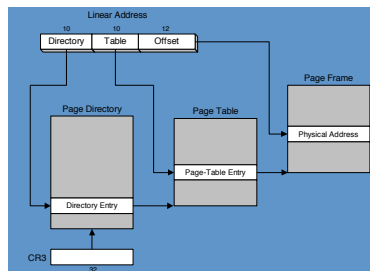 Linear Address
10 10 12
Directory Table Offset
Page Frame
Page Directory Page Table
Physical Address
Page-Table Entry
Directory Entry
CR3
32